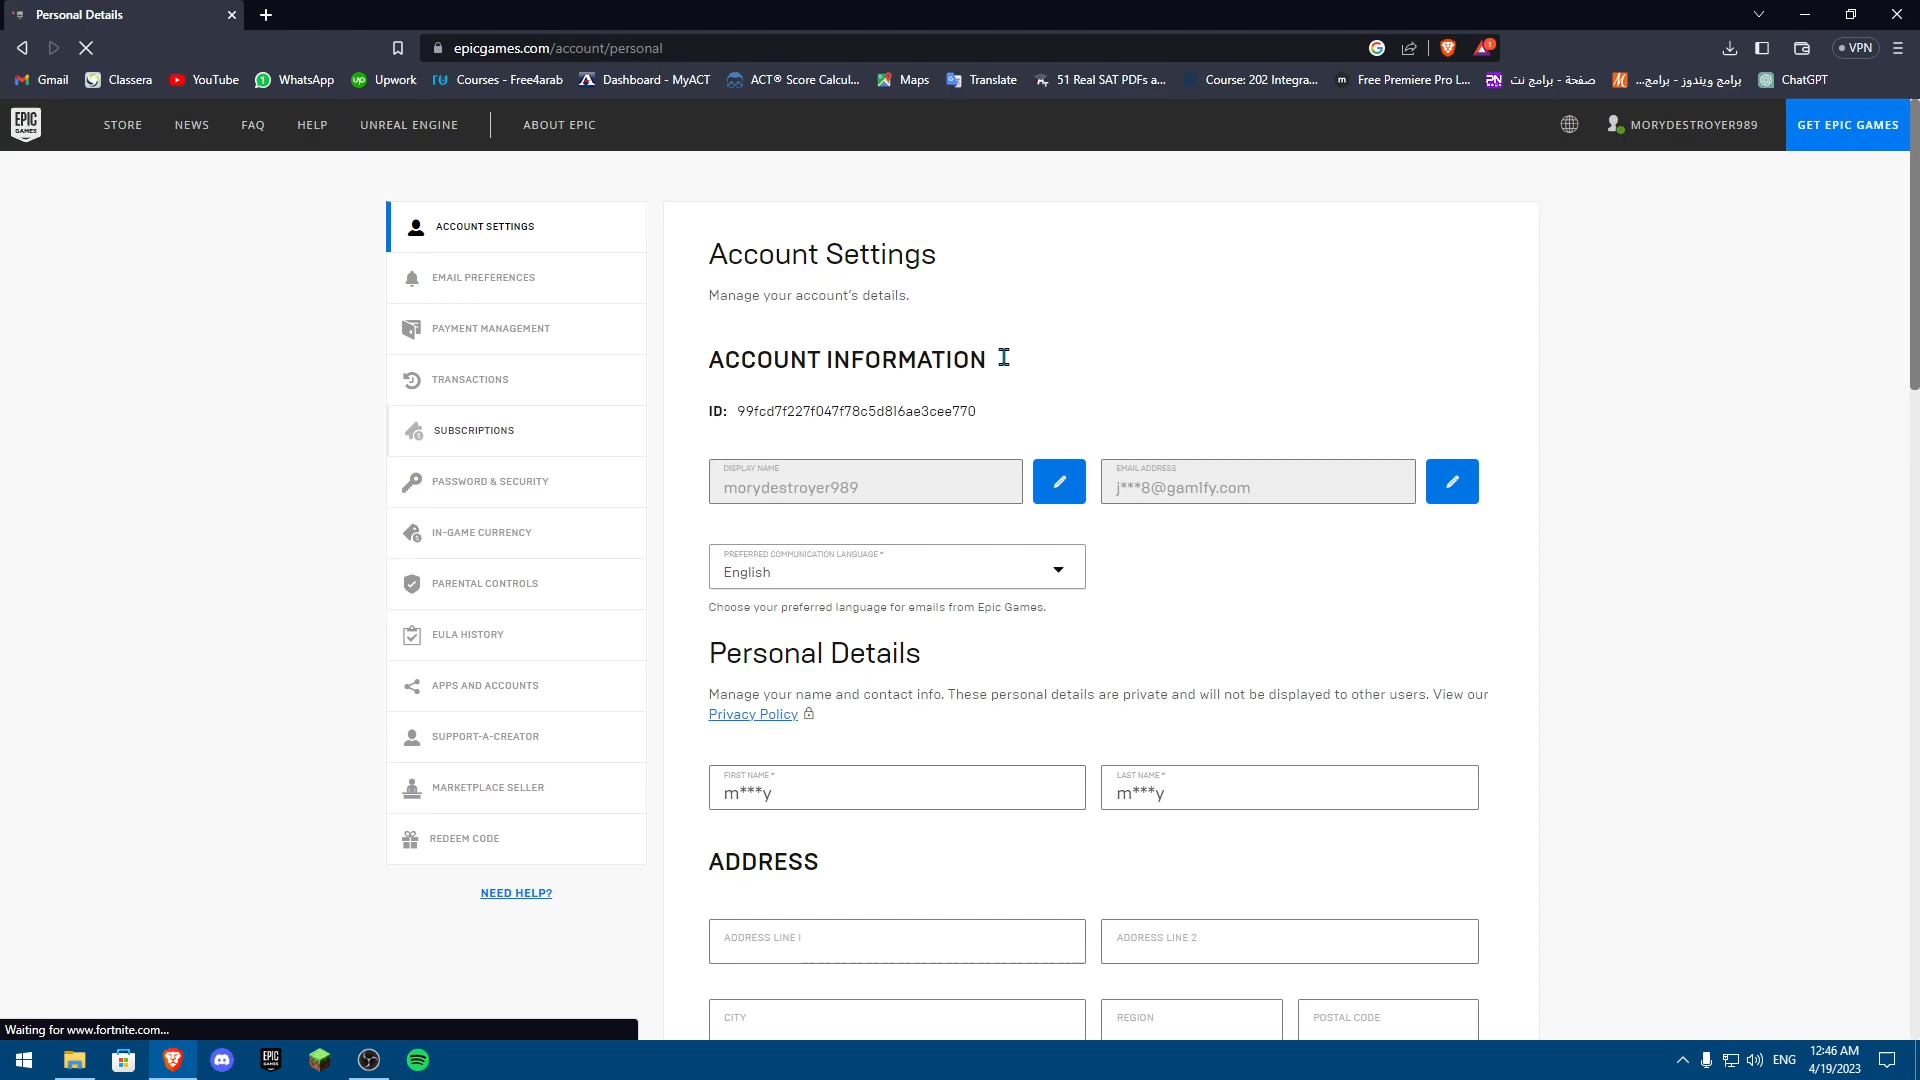 Personal Details
epicgames.com/account/personal
VPN
Gmail
Classera
YouTube
WhatsApp
Upwork
Courses - Free4arab
Dashboard - MyACT
ACT® Score Calcul...
Maps
Translate
51 Real SAT PDFs a...
Course: 202 Integra...
Free Premiere Pro L...
صفحة - برامج نت
برامج ويندوز - برامج...
ChatGPT
EPIC GAMES
STORE
NEWS
FAQ
HELP
UNREAL ENGINE
ABOUT EPIC
MORYDESTROYER989
GET EPIC GAMES
ACCOUNT SETTINGS
EMAIL PREFERENCES
PAYMENT MANAGEMENT
TRANSACTIONS
SUBSCRIPTIONS
PASSWORD & SECURITY
IN-GAME CURRENCY
PARENTAL CONTROLS
EULA HISTORY
APPS AND ACCOUNTS
SUPPORT-A-CREATOR
MARKETPLACE SELLER
REDEEM CODE
NEED HELP?
Account Settings
Manage your account's details.
ACCOUNT INFORMATION
ID: 99fcd7f227f047f78c5d816ae3cee770
DISPLAY NAME
morydestroyer989
EMAIL ADDRESS
j***8@gam1fy.com
PREFERRED COMMUNICATION LANGUAGE *
English
Choose your preferred language for emails from Epic Games.
Personal Details
Manage your name and contact info. These personal details are private and will not be displayed to other users. View our
Privacy Policy
FIRST NAME *
m***y
LAST NAME *
m***y
ADDRESS
ADDRESS LINE 1
ADDRESS LINE 2
CITY
REGION
POSTAL CODE
Waiting for www.fortnite.com...
ENG
12:46 AM
4/19/2023